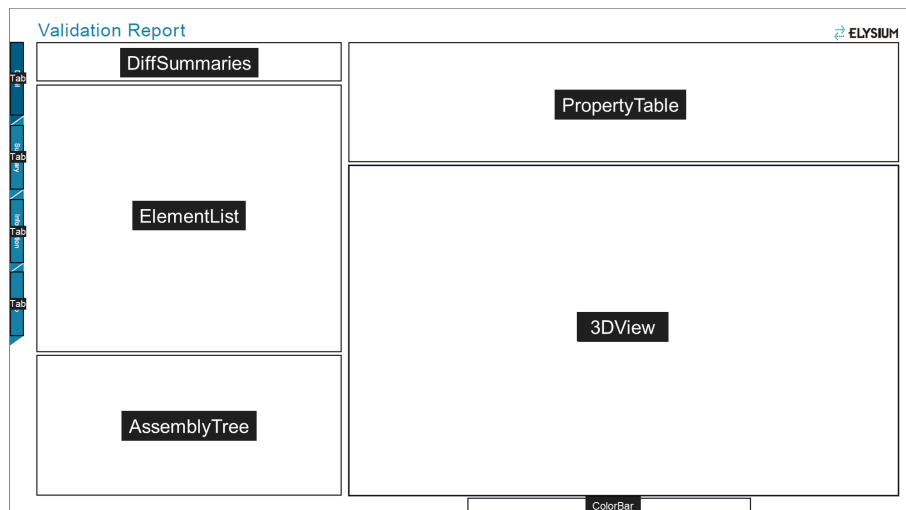 Validation Report
ELYSIUM
DiffSummaries
PropertyTable
Tab
Tab
ElementList
Tab
Tab
3DView
AssemblyTree
ColorBar